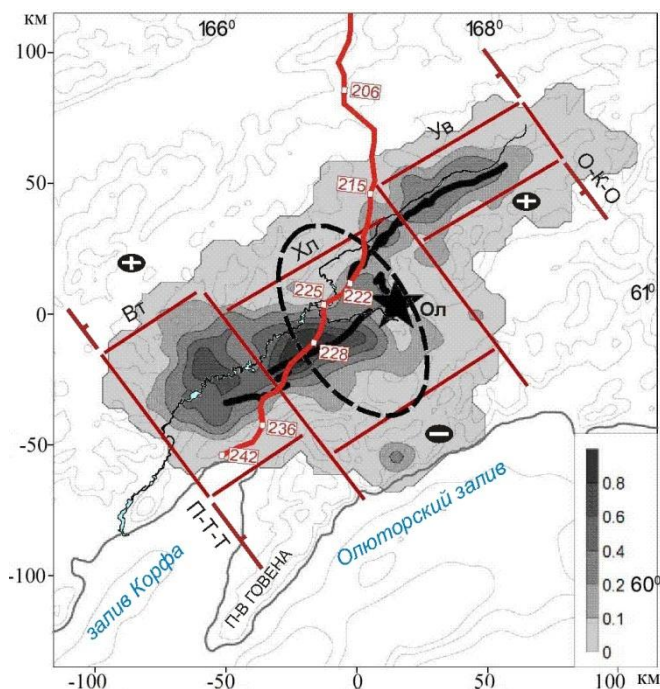 км
166⁰
168⁰
100
206
Ув
О-К-О
50
215
+
Хл
+
61⁰
Вт
225
222
Ол
0
228
-50
236
−
242
П-Т-Т
Олюторский залив
0.8
0.6
0.4
0.2
0.1
0
60⁰
-100
залив Корфа
П-В ГОВЕНА
-100
-50
0
50
100
км